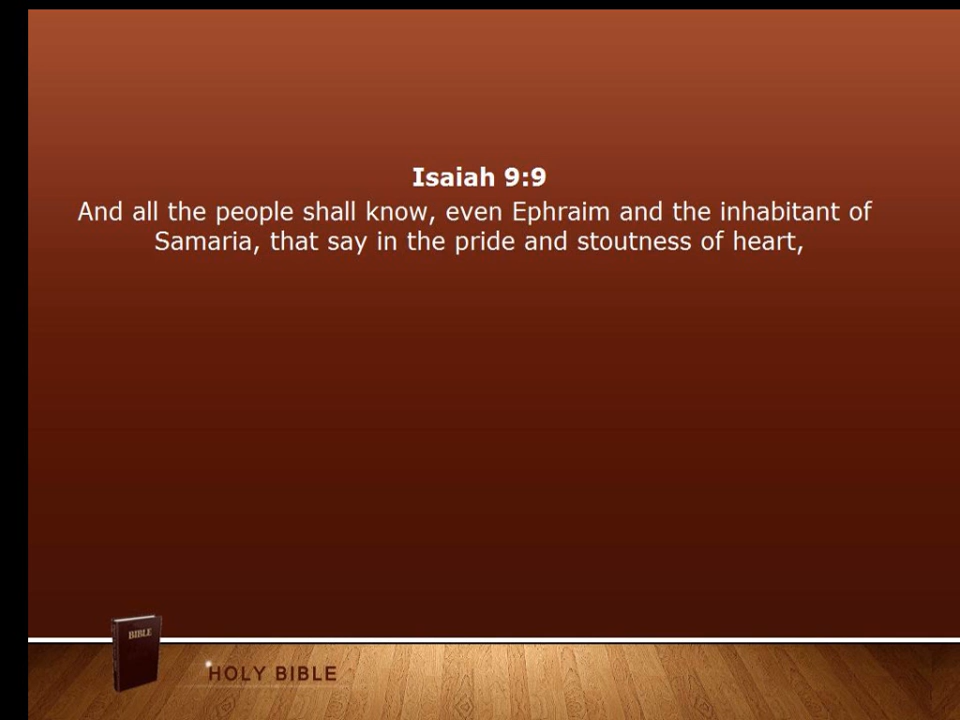 Isaiah 9:9
And all the people shall know, even Ephraim and the inhabitant of
Samaria, that say in the pride and stoutness of heart,
BIBLE
HOLY BIBLE